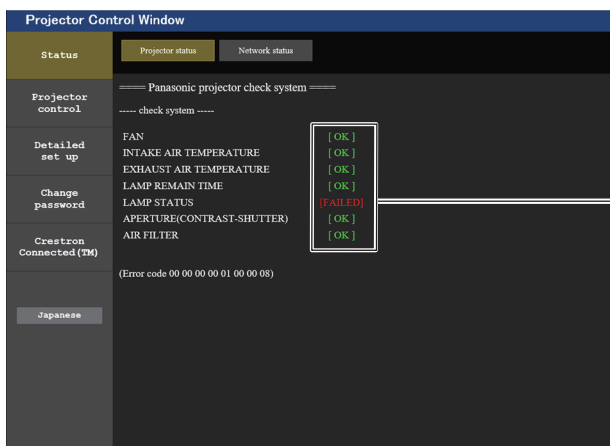 Projector Control Window
Status
Projector status
Network status
Projector
control
Detailed
set up
Change
password
Crestron
Connected(TM)
Japanese
==== Panasonic projector check system ====
----- check system -----
FAN [ OK ]
INTAKE AIR TEMPERATURE [ OK ]
EXHAUST AIR TEMPERATURE [ OK ]
LAMP REMAIN TIME [ OK ]
LAMP STATUS [FAILED]
APERTURE(CONTRAST-SHUTTER) [ OK ]
AIR FILTER [ OK ]
(Error code 00 00 00 00 01 00 00 08)